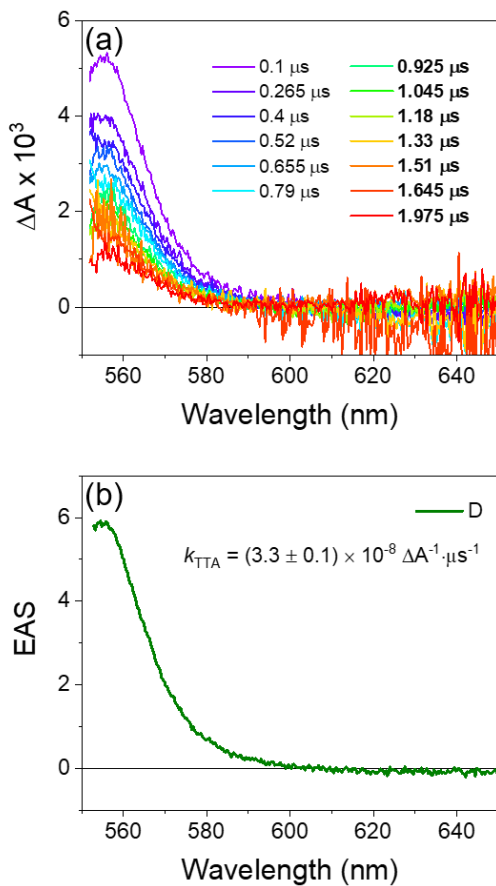 (a)
0.1 μs
0.265 μs
0.4 μs
0.52 μs
0.655 μs
0.79 μs
0.925 μs
1.045 μs
1.18 μs
1.33 μs
1.51 μs
1.645 μs
1.975 μs
6
4
2
0
ΔA x 10³
560 580 600 620 640
Wavelength (nm)
(b)
D
k_TTA = (3.3 ± 0.1) × 10⁻⁸ ΔA⁻¹·μs⁻¹
6
4
2
0
EAS
560 580 600 620 640
Wavelength (nm)